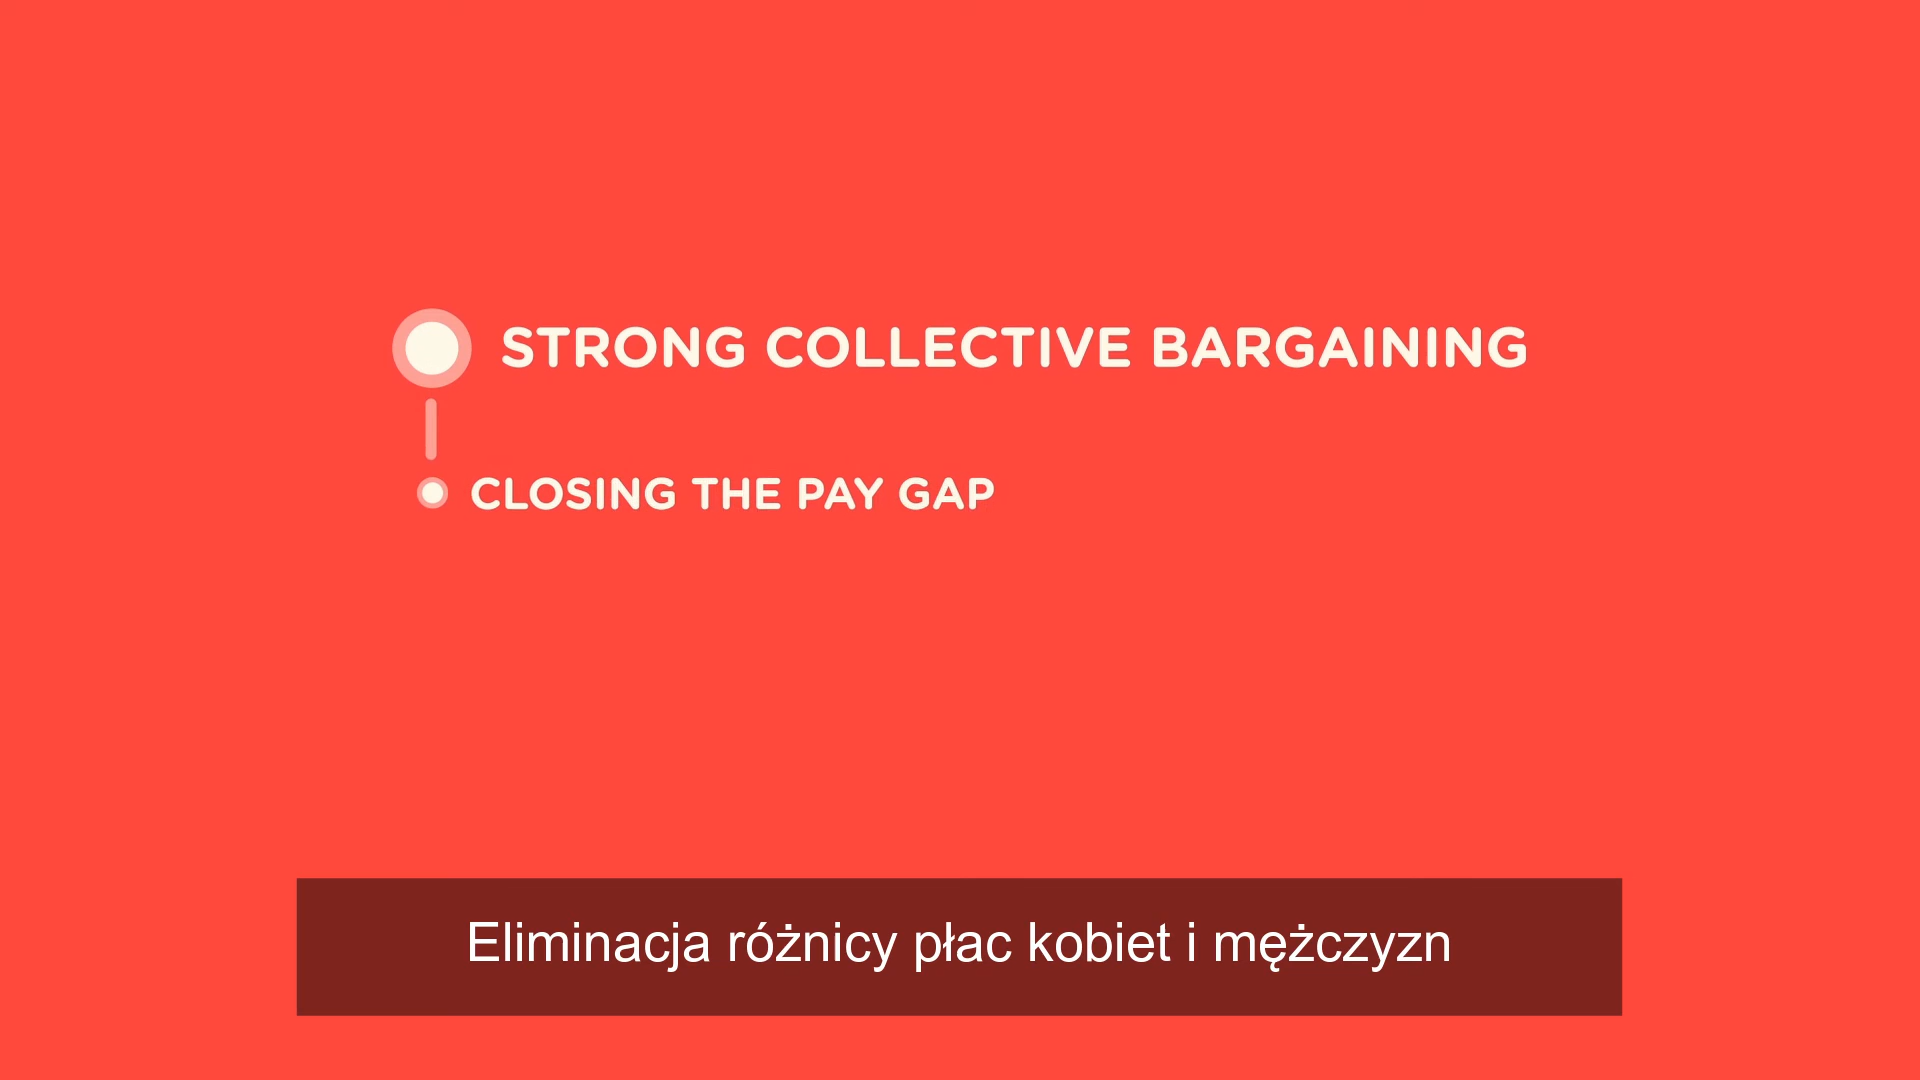 STRONG COLLECTIVE BARGAINING
CLOSING THE PAY GAP
Eliminacja różnicy płac kobiet i mężczyzn